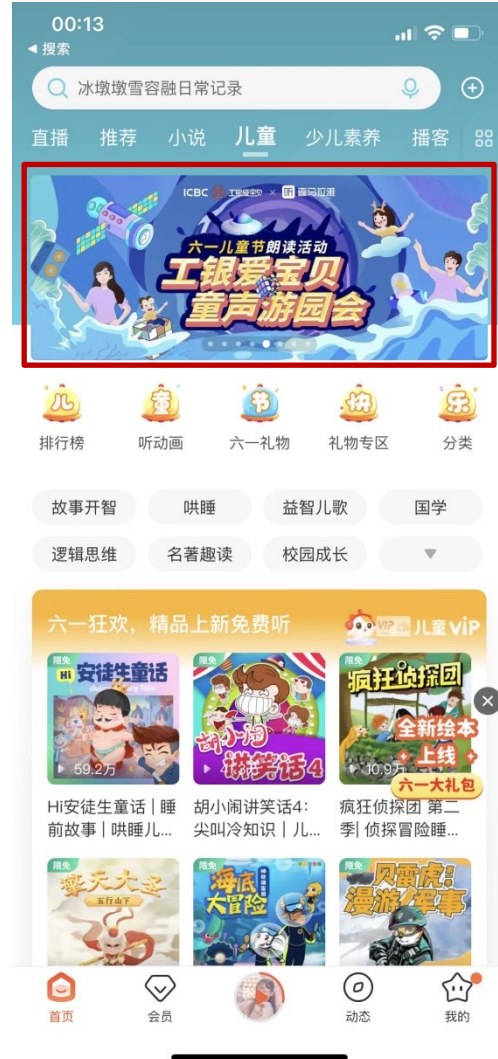 00:13
搜索
冰墩墩雪容融日常记录
直播 推荐 小说 儿童 少儿素养 播客
ICBC 工银爱宝贝 × 听 喜马拉雅
六一儿童节朗读活动
工银爱宝贝
童声游园会
儿 童 节 快 乐
排行榜 听动画 六一礼物 礼物专区 分类
故事开智 哄睡 益智儿歌 国学
逻辑思维 名著趣读 校园成长
六一狂欢，精品上新免费听
VIP 儿童VIP
限免 限免 限免
Hi 安徒生童话
胡小闹
讲笑话4
疯狂侦探团
59.2万
10.9万
全新绘本
上线
六一大礼包
Hi安徒生童话 | 睡
前故事 | 哄睡儿...
胡小闹讲笑话4：
尖叫冷知识 | 儿...
疯狂侦探团 第二
季| 侦探冒险睡...
限免 限免 限免
齐天大圣
五行山下
海底
大冒险
贝雷虎：
漫游军事
首页 会员 动态 我的